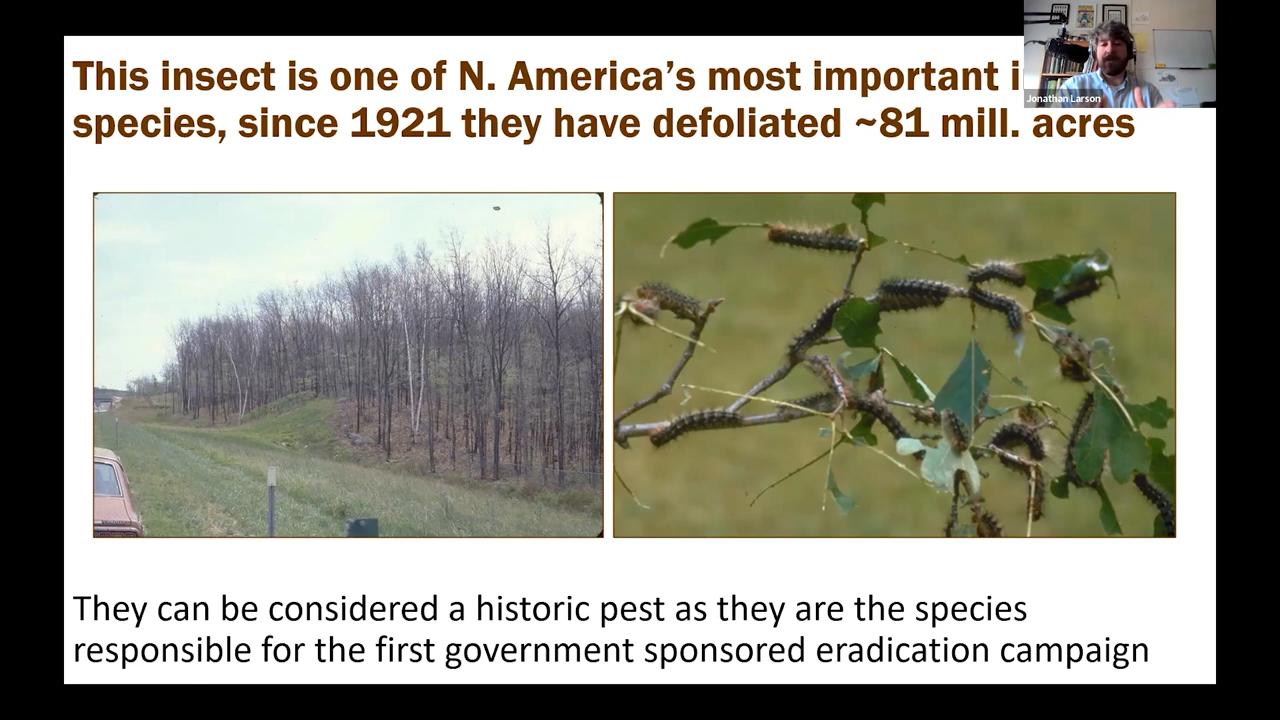 This insect is one of N. America's most important
species, since 1921 they have defoliated ~81 mill. acres
Jonathan Larson
They can be considered a historic pest as they are the species
responsible for the first government sponsored eradication campaign